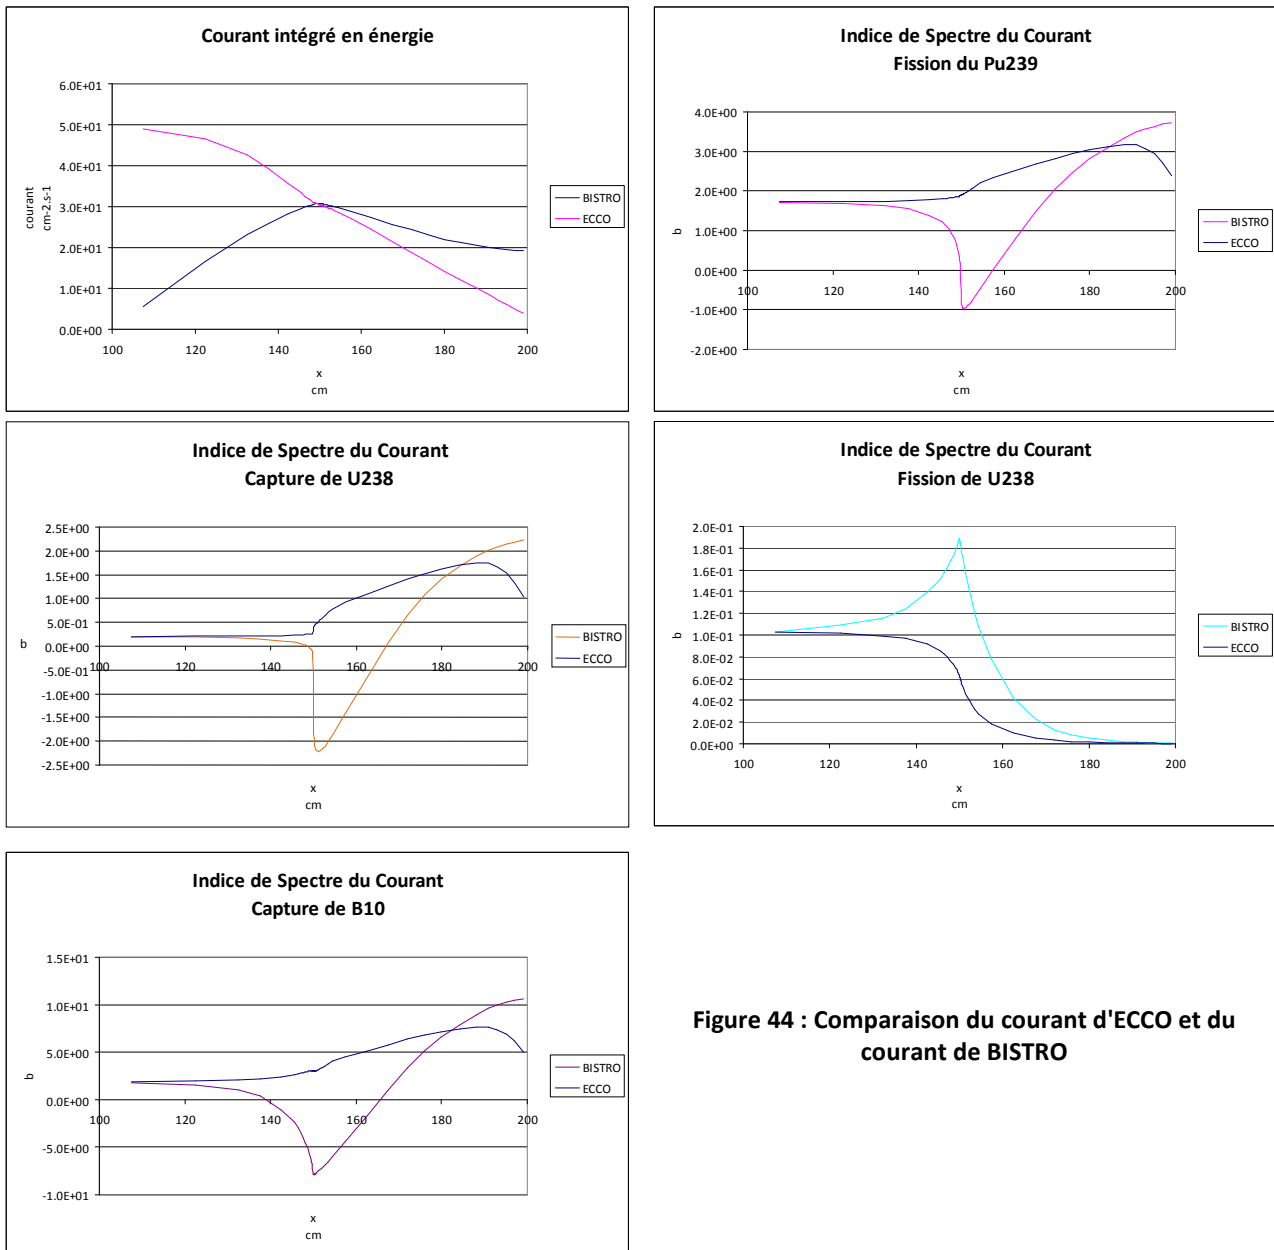 Courant intégré en énergie
6.0E+01
5.0E+01
4.0E+01
3.0E+01
2.0E+01
1.0E+01
0.0E+00
courant
cm-2.s-1
100 120 140 160 180 200
x
cm
BISTRO
ECCO
Indice de Spectre du Courant
Fission du Pu239
4.0E+00
3.0E+00
2.0E+00
1.0E+00
0.0E+00
-1.0E+00
-2.0E+00
b
100 120 140 160 180 200
x
cm
BISTRO
ECCO
Indice de Spectre du Courant
Capture de U238
2.5E+00
2.0E+00
1.5E+00
1.0E+00
5.0E-01
0.0E+00
-5.0E-01
-1.0E+00
-1.5E+00
-2.0E+00
-2.5E+00
b
100 120 140 160 180 200
x
cm
BISTRO
ECCO
Indice de Spectre du Courant
Fission de U238
2.0E-01
1.8E-01
1.6E-01
1.4E-01
1.2E-01
1.0E-01
8.0E-02
6.0E-02
4.0E-02
2.0E-02
0.0E+00
b
100 120 140 160 180 200
x
cm
BISTRO
ECCO
Indice de Spectre du Courant
Capture de B10
1.5E+01
1.0E+01
5.0E+00
0.0E+00
-5.0E+00
-1.0E+01
b
100 120 140 160 180 200
x
cm
BISTRO
ECCO
Figure 44 : Comparaison du courant d'ECCO et du
courant de BISTRO